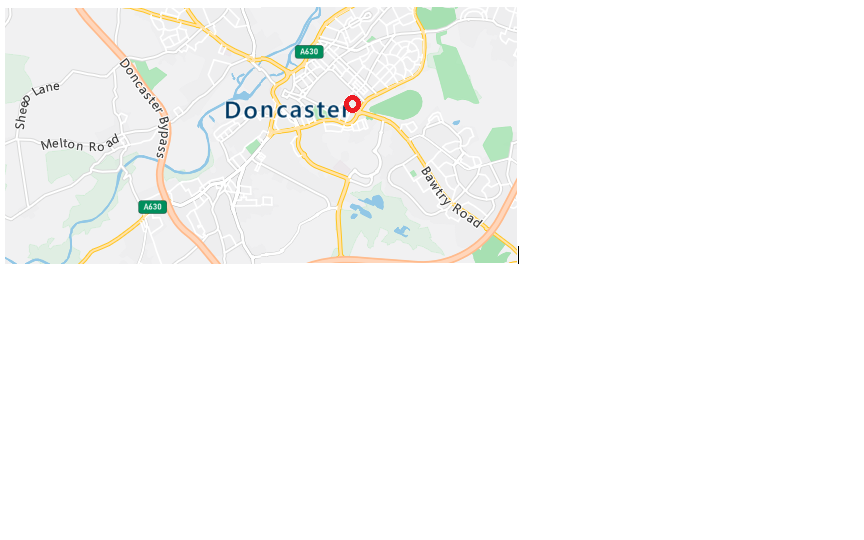 A630
Doncaster Bypass
Sheep Lane
Doncaster
Melton Road
Bawtry Road
A630